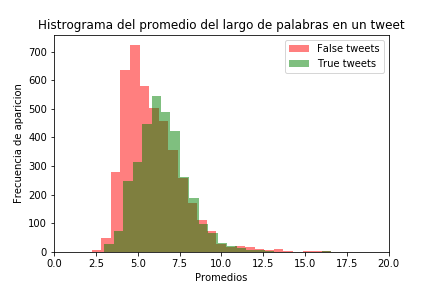 Histrograma del promedio del largo de palabras en un tweet
False tweets
True tweets
Frecuencia de aparicion
700
600
500
400
300
200
100
0
0.0 2.5 5.0 7.5 10.0 12.5 15.0 17.5 20.0
Promedios